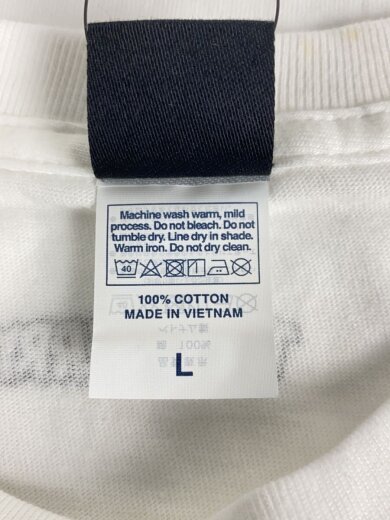 Machine wash warm, mild
process. Do not bleach. Do not
tumble dry. Line dry in shade.
Warm iron. Do not dry clean.
40
100% COTTON
MADE IN VIETNAM
L